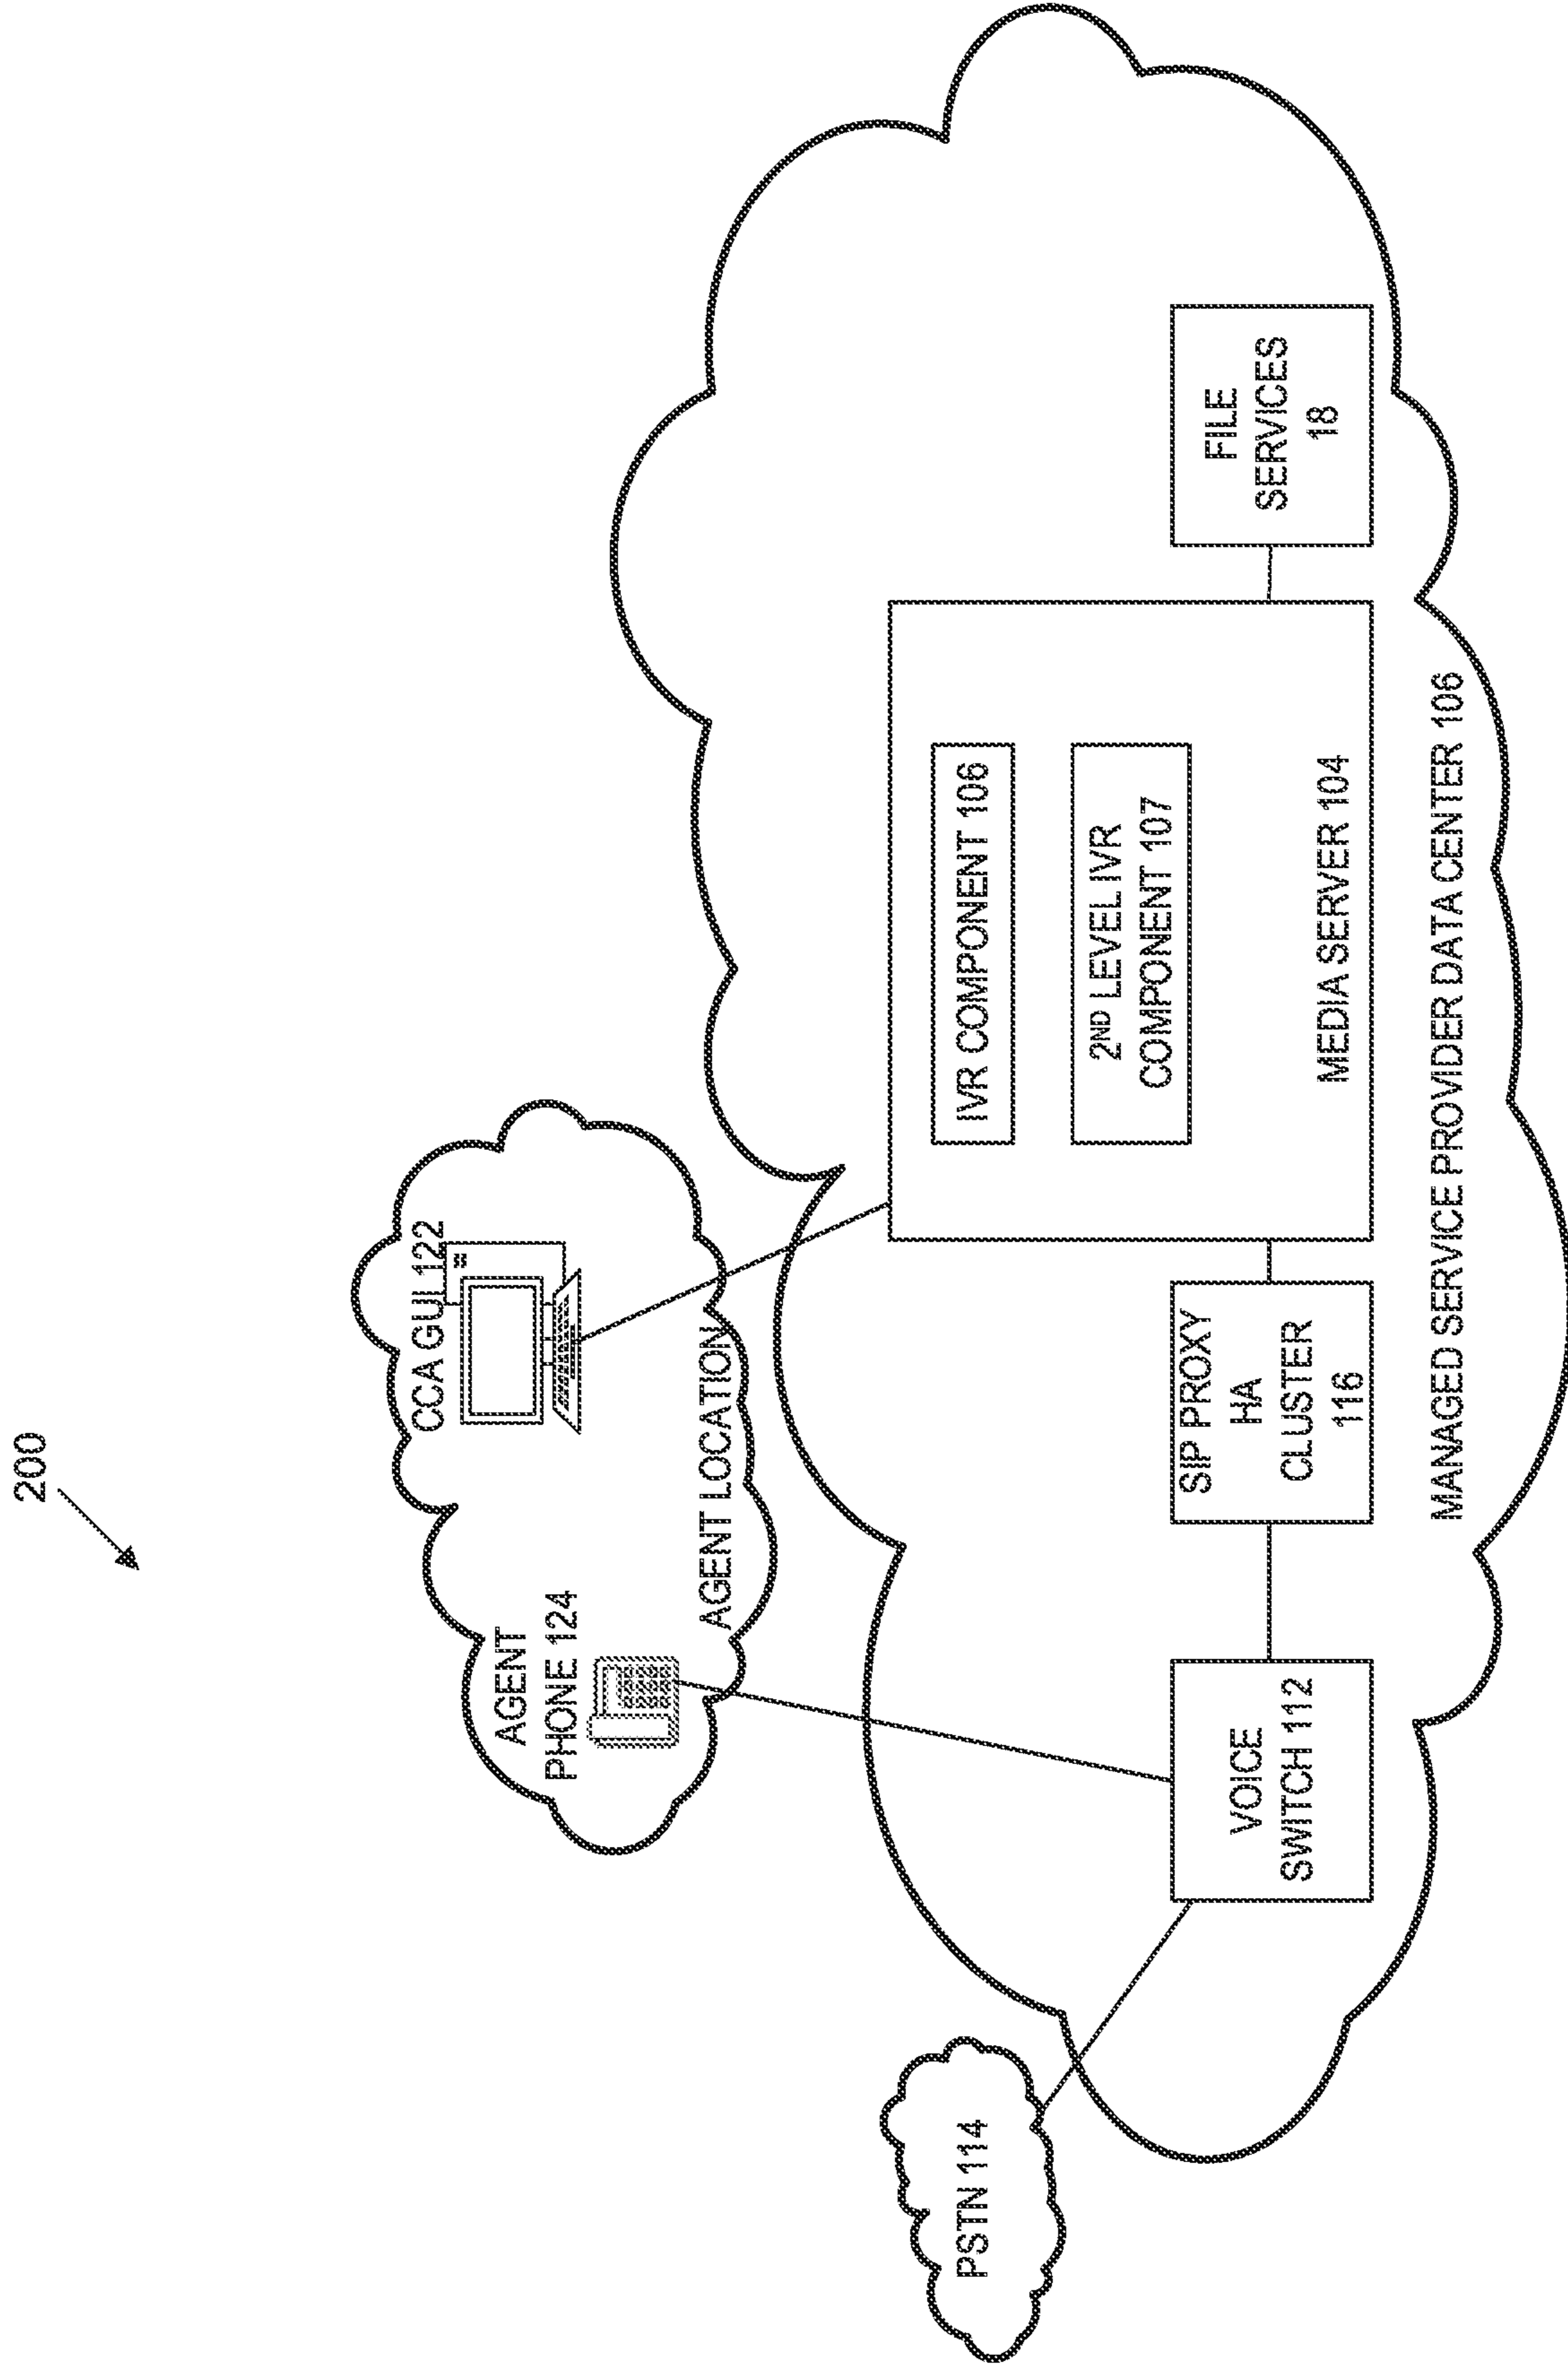 200
CCA GUI 122
AGENT
PHONE 124
AGENT LOCATION
PSTN 114
IVR COMPONENT 106
2ND LEVEL IVR
COMPONENT 107
MEDIA SERVER 104
VOICE
SWITCH 112
SIP PROXY
HA
CLUSTER
116
FILE
SERVICES
18
MANAGED SERVICE PROVIDER DATA CENTER 106